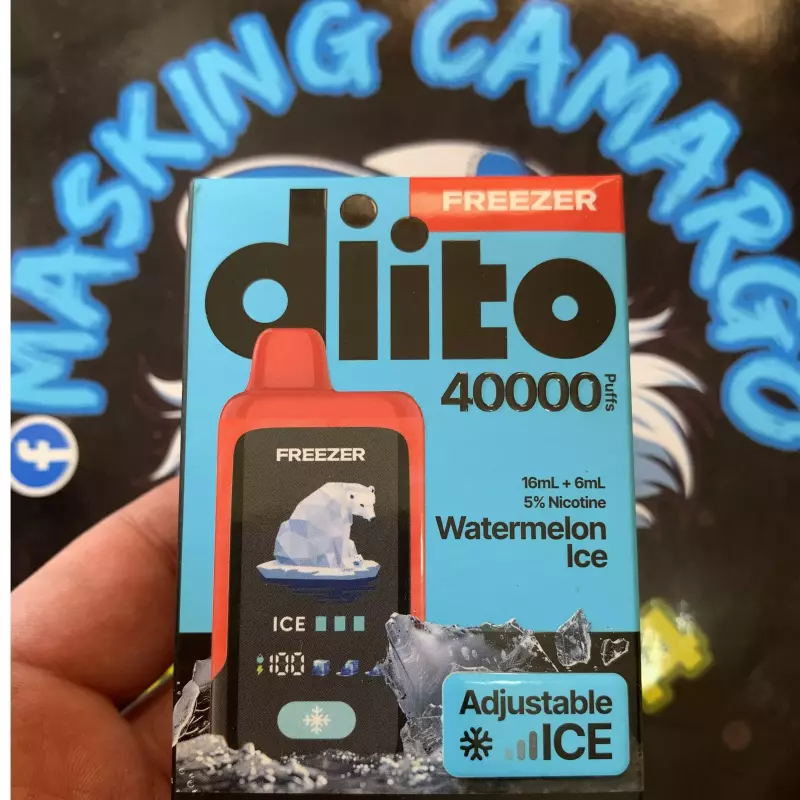 MASKING CAMARGO
f
FREEZER
diito
40000 Puffs
16mL + 6mL
5% Nicotine
Watermelon
Ice
FREEZER
ICE
100
Adjustable
ICE